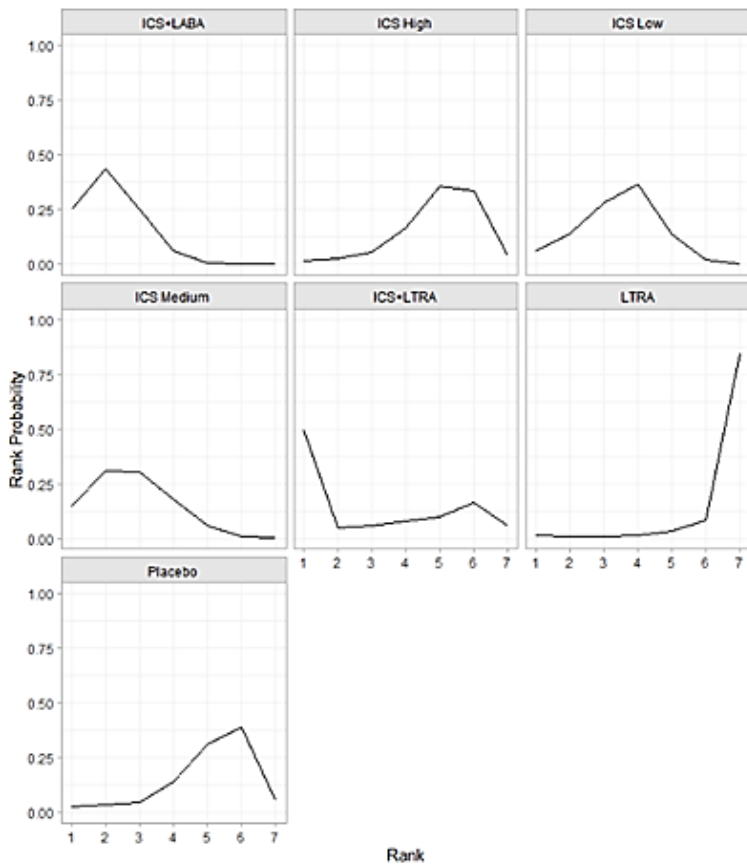 ICS+LABA ICS High ICS Low
1.00
0.75
0.50
0.25
0.00
ICS Medium ICS+LTRA LTRA
1.00
0.75
0.50
0.25
0.00
Rank Probability
1 2 3 4 5 6 7 1 2 3 4 5 6 7
Placebo
1.00
0.75
0.50
0.25
0.00
1 2 3 4 5 6 7
Rank